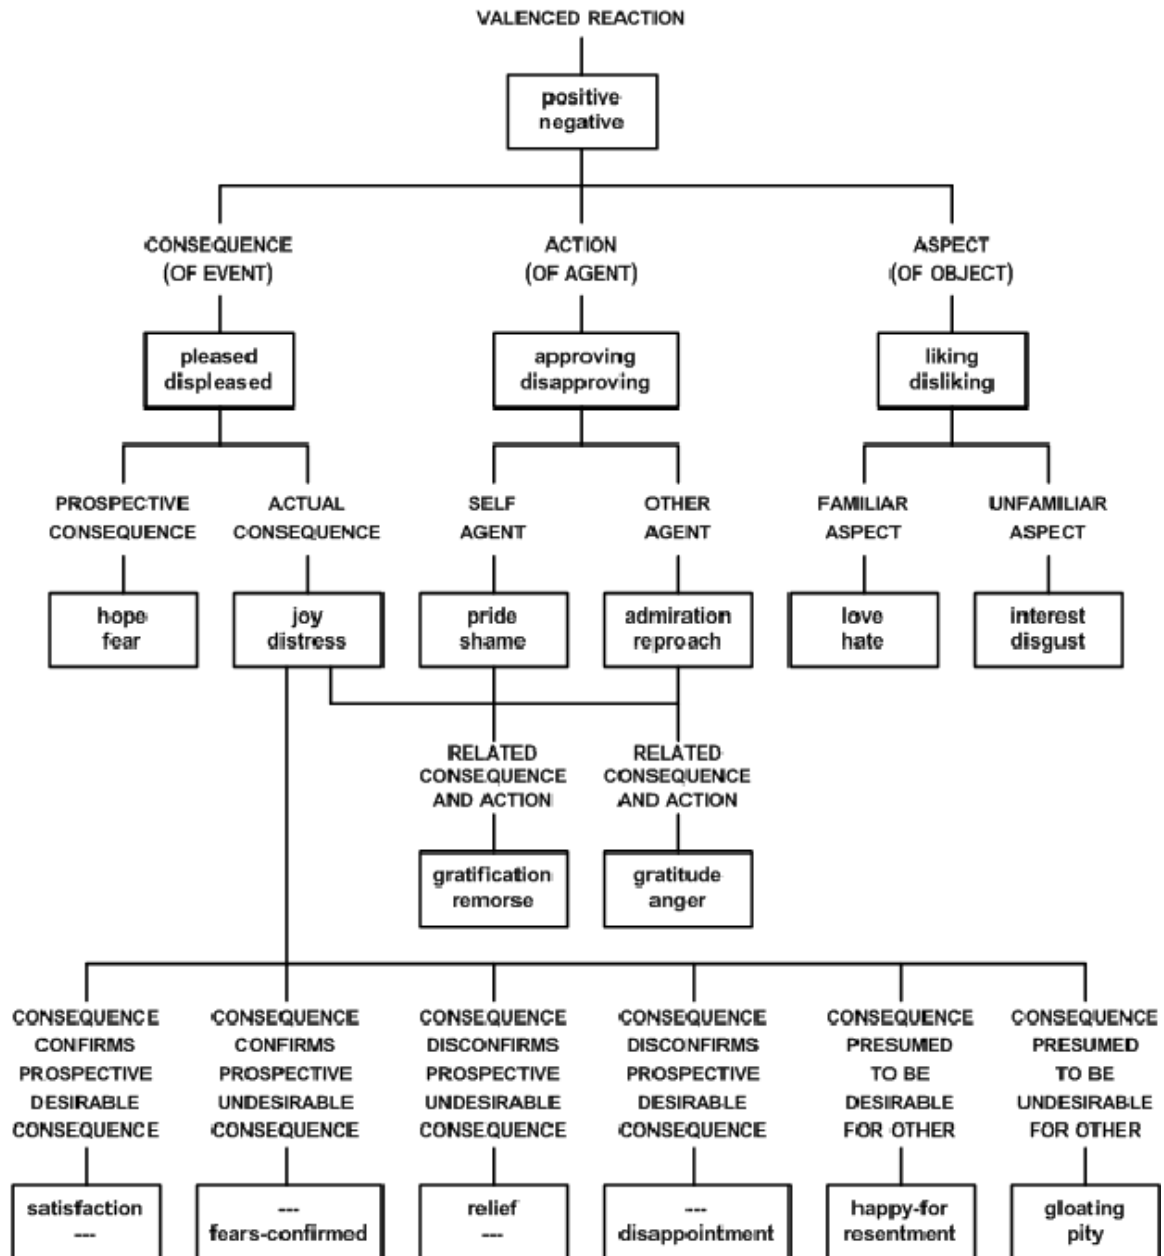 VALENCED REACTION
positive
negative
CONSEQUENCE
(OF EVENT)
ACTION
(OF AGENT)
ASPECT
(OF OBJECT)
pleased
displeased
approving
disapproving
liking
disliking
PROSPECTIVE
CONSEQUENCE
ACTUAL
CONSEQUENCE
SELF
AGENT
OTHER
AGENT
FAMILIAR
ASPECT
UNFAMILIAR
ASPECT
hope
fear
joy
distress
pride
shame
admiration
reproach
love
hate
interest
disgust
RELATED
CONSEQUENCE
AND ACTION
RELATED
CONSEQUENCE
AND ACTION
gratification
remorse
gratitude
anger
CONSEQUENCE
CONFIRMS
PROSPECTIVE
DESIRABLE
CONSEQUENCE
CONSEQUENCE
CONFIRMS
PROSPECTIVE
UNDESIRABLE
CONSEQUENCE
CONSEQUENCE
DISCONFIRMS
PROSPECTIVE
UNDESIRABLE
CONSEQUENCE
CONSEQUENCE
DISCONFIRMS
PROSPECTIVE
DESIRABLE
CONSEQUENCE
CONSEQUENCE
PRESUMED
TO BE
DESIRABLE
FOR OTHER
CONSEQUENCE
PRESUMED
TO BE
UNDESIRABLE
FOR OTHER
satisfaction
---
---
fears-confirmed
relief
---
---
disappointment
happy-for
resentment
gloating
pity